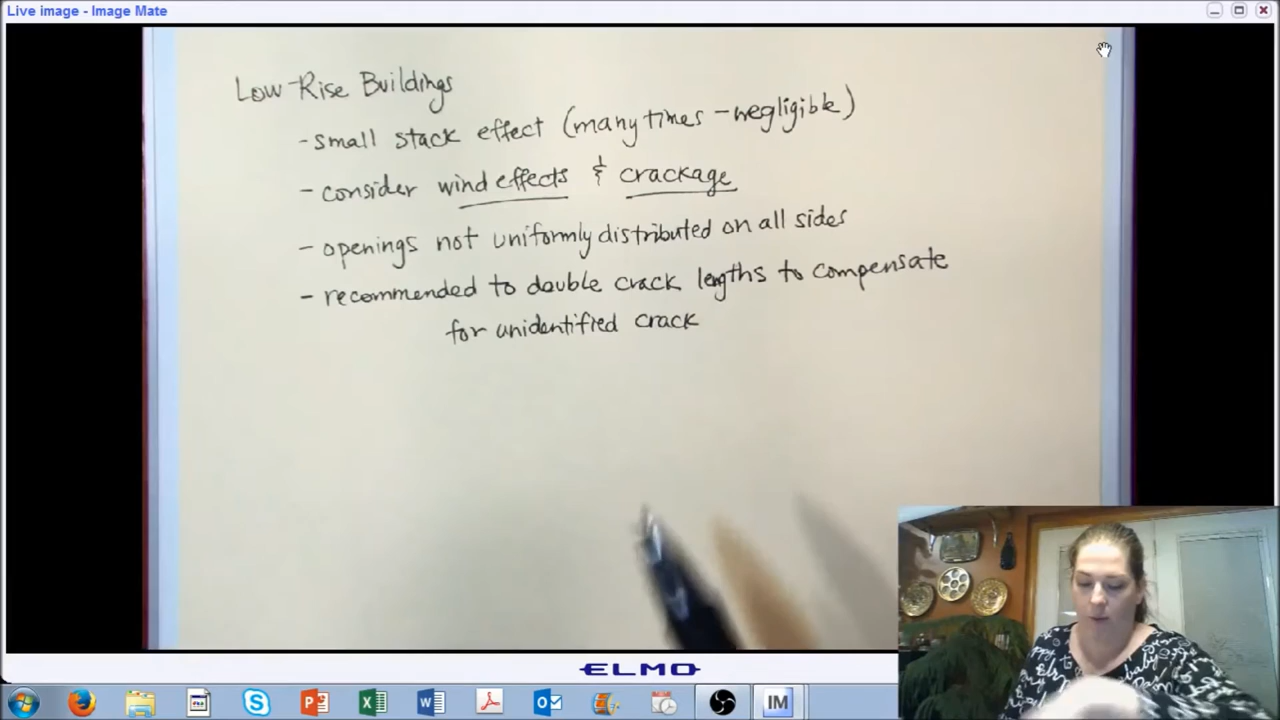 Live image - Image Mate
Low-Rise Buildings
- small stack effect (many times - negligible)
- consider wind effects & crackage
- openings not uniformly distributed on all sides
- recommended to double crack lengths to compensate
for unidentified crack
ELMO